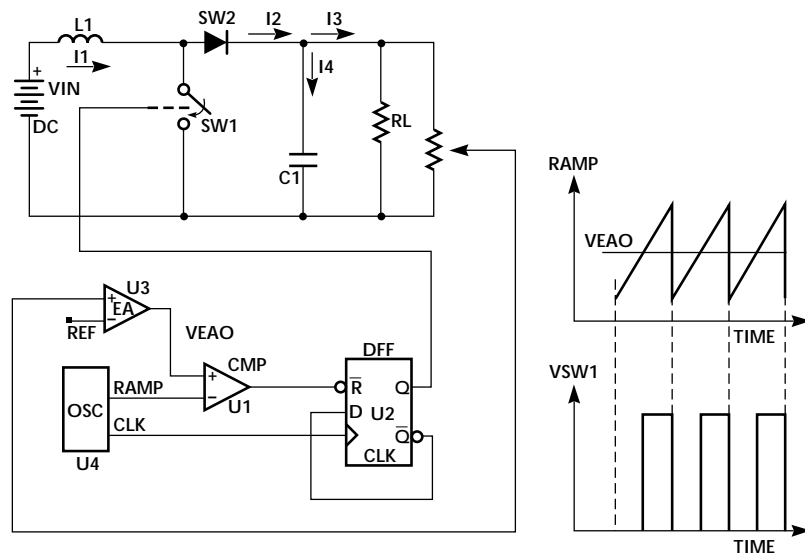 SW2
L1
I2
I3
I1
I4
+
VIN
DC
SW1
RL
C1
RAMP
VEAO
TIME
U3
+
EA
−
REF
VEAO
DFF
CMP
+
−
U1
R
Q
D
U2
Q
CLK
RAMP
OSC
CLK
U4
VSW1
TIME